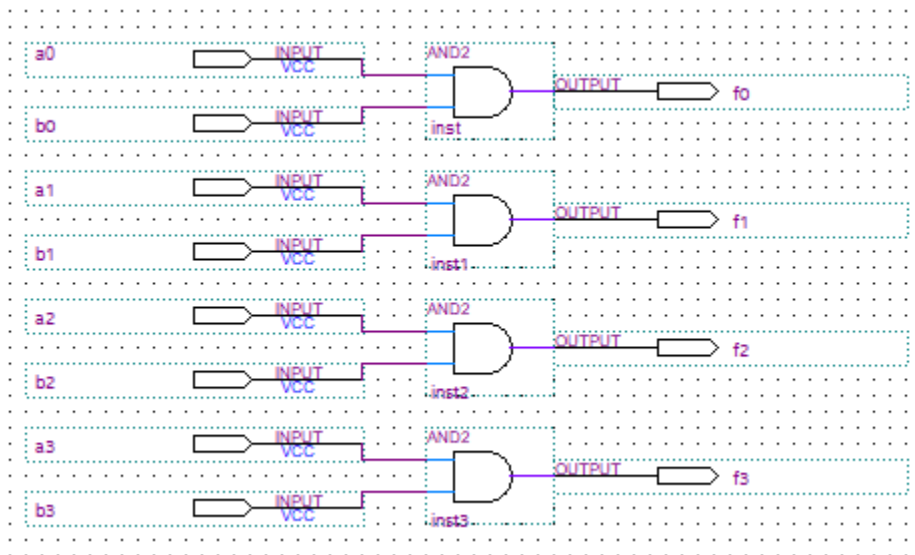 a0
INPUT
VCC
AND2
OUTPUT
f0
b0
INPUT
VCC
inst
a1
INPUT
VCC
AND2
OUTPUT
f1
b1
INPUT
VCC
inst1
a2
INPUT
VCC
AND2
OUTPUT
f2
b2
INPUT
VCC
inst2
a3
INPUT
VCC
AND2
OUTPUT
f3
b3
INPUT
VCC
inst3